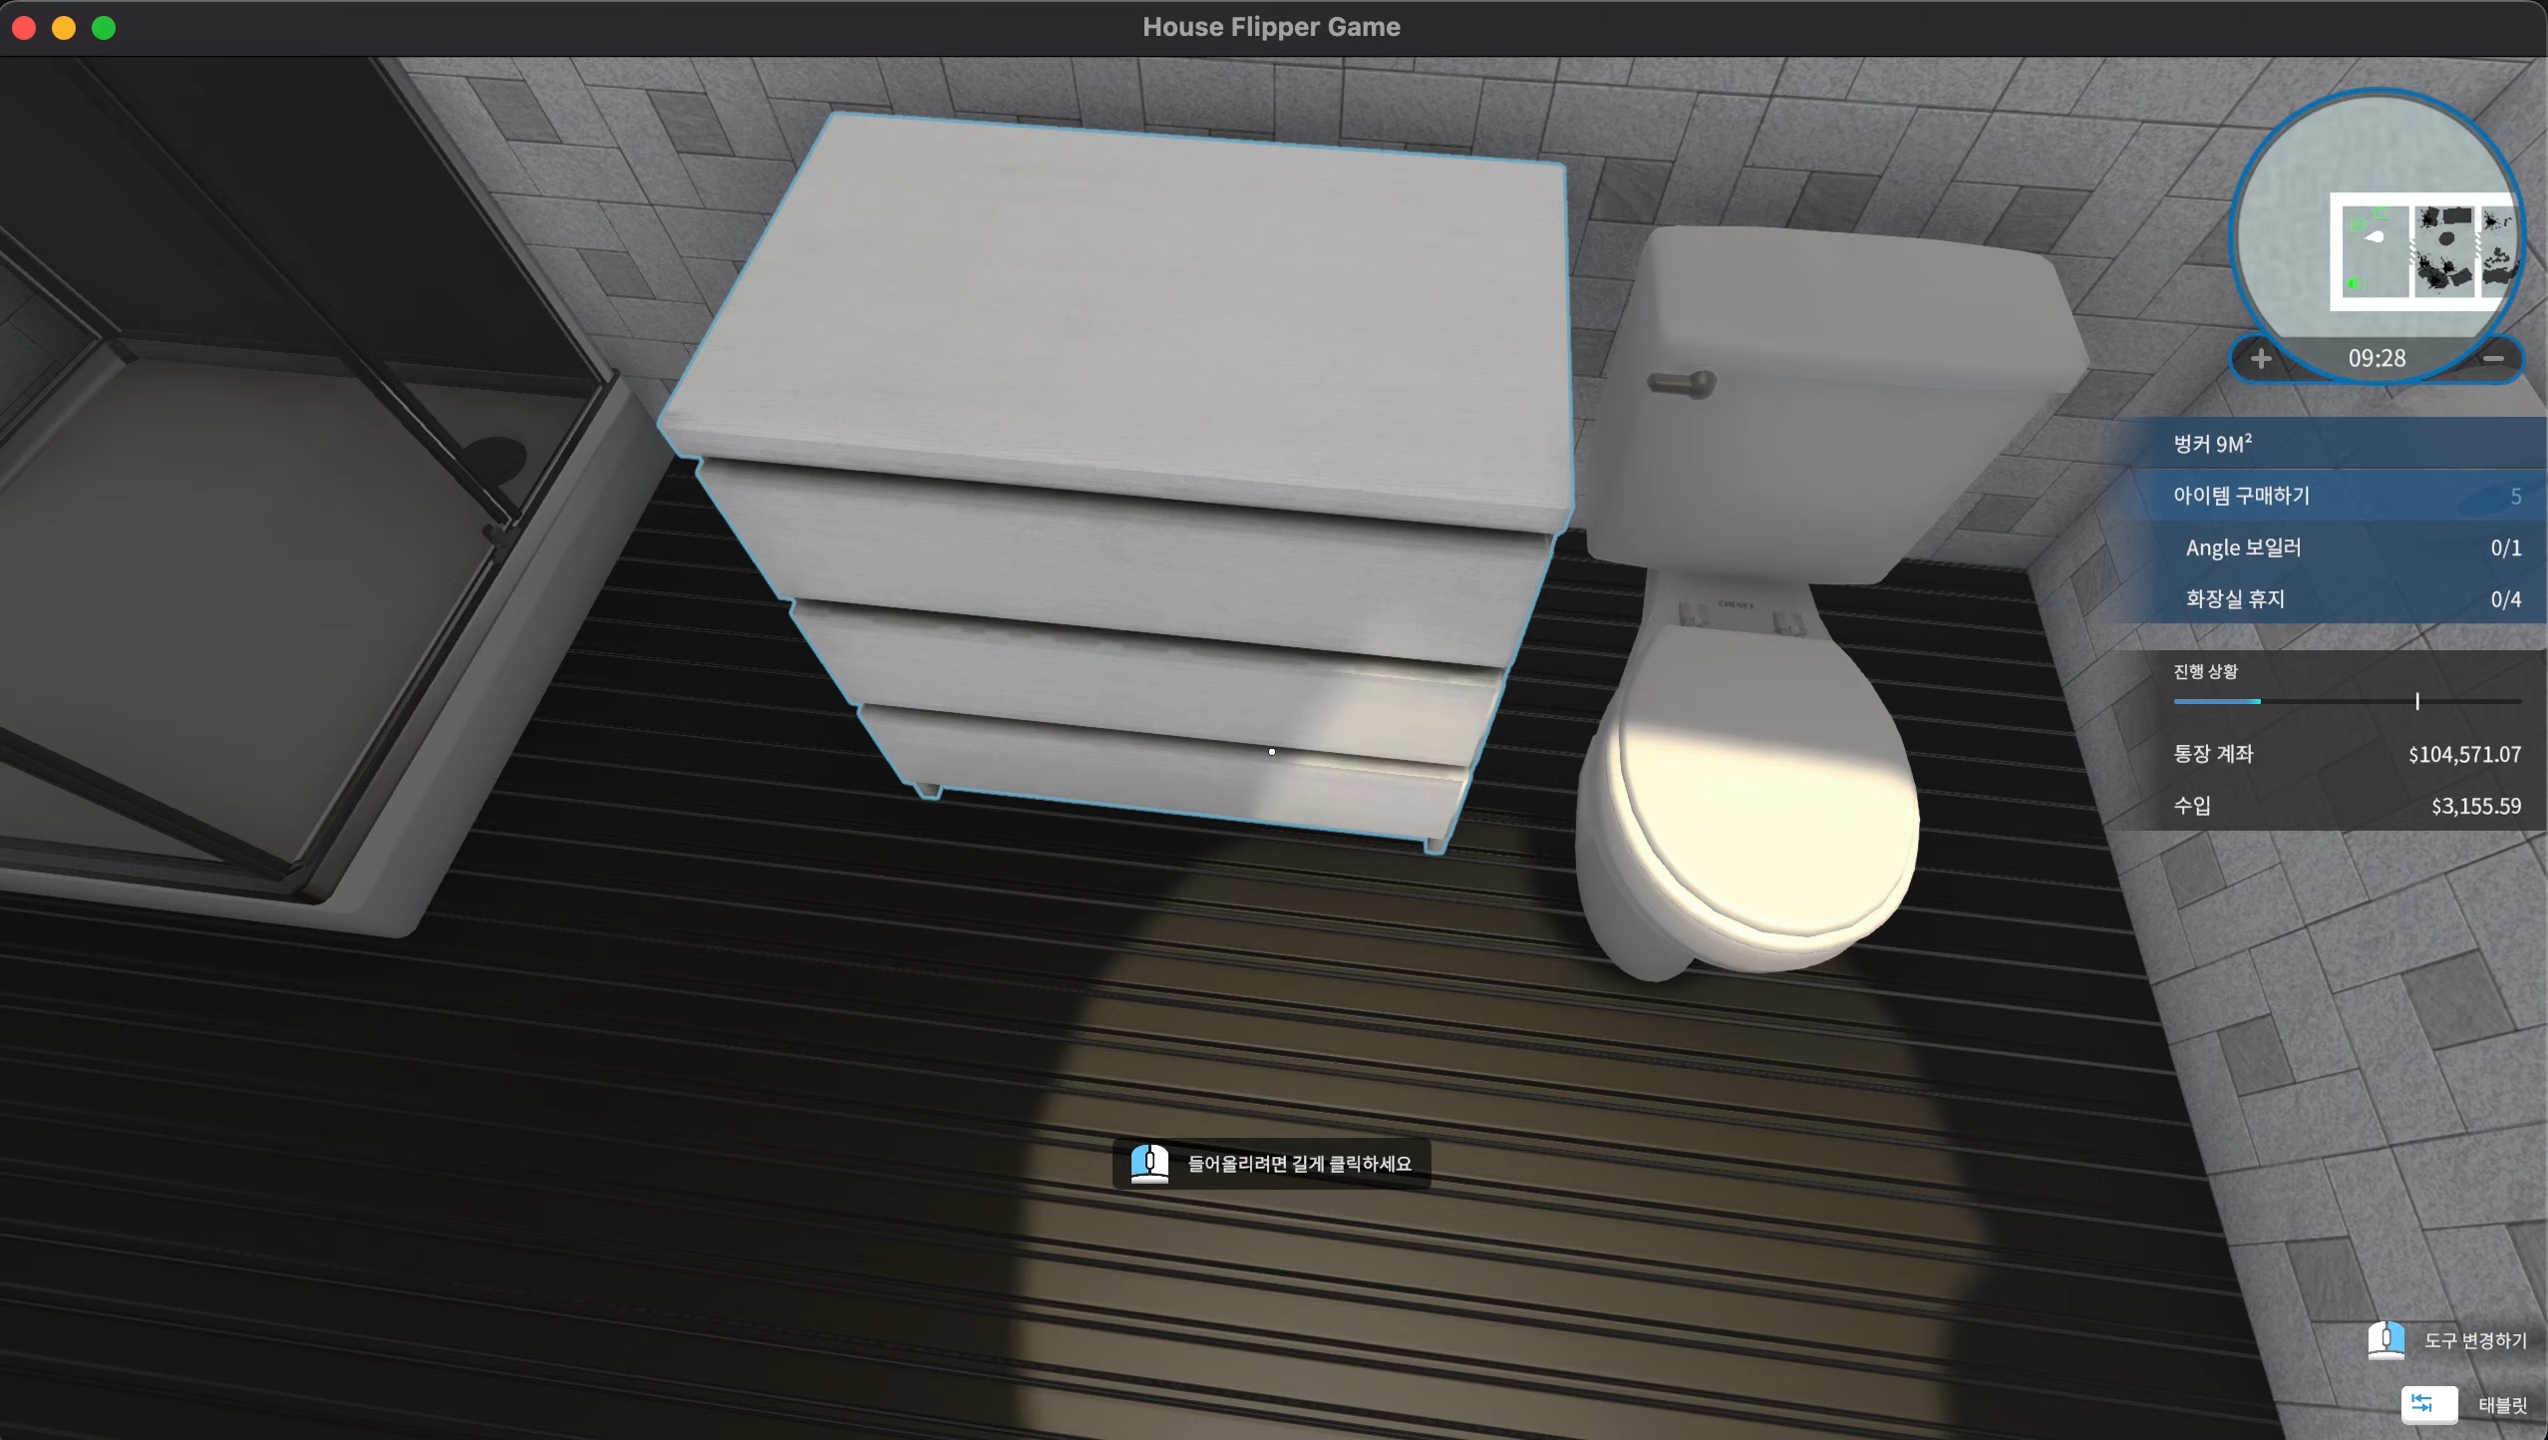 House Flipper Game
09:28
벙커 9M²
아이템 구매하기 5
Angle 보일러 0/1
화장실 휴지 0/4
진행 상황
통장 계좌 $104,571.07
수입 $3,155.59
CHENEY
들어올리려면 길게 클릭하세요
도구 변경하기
태블릿